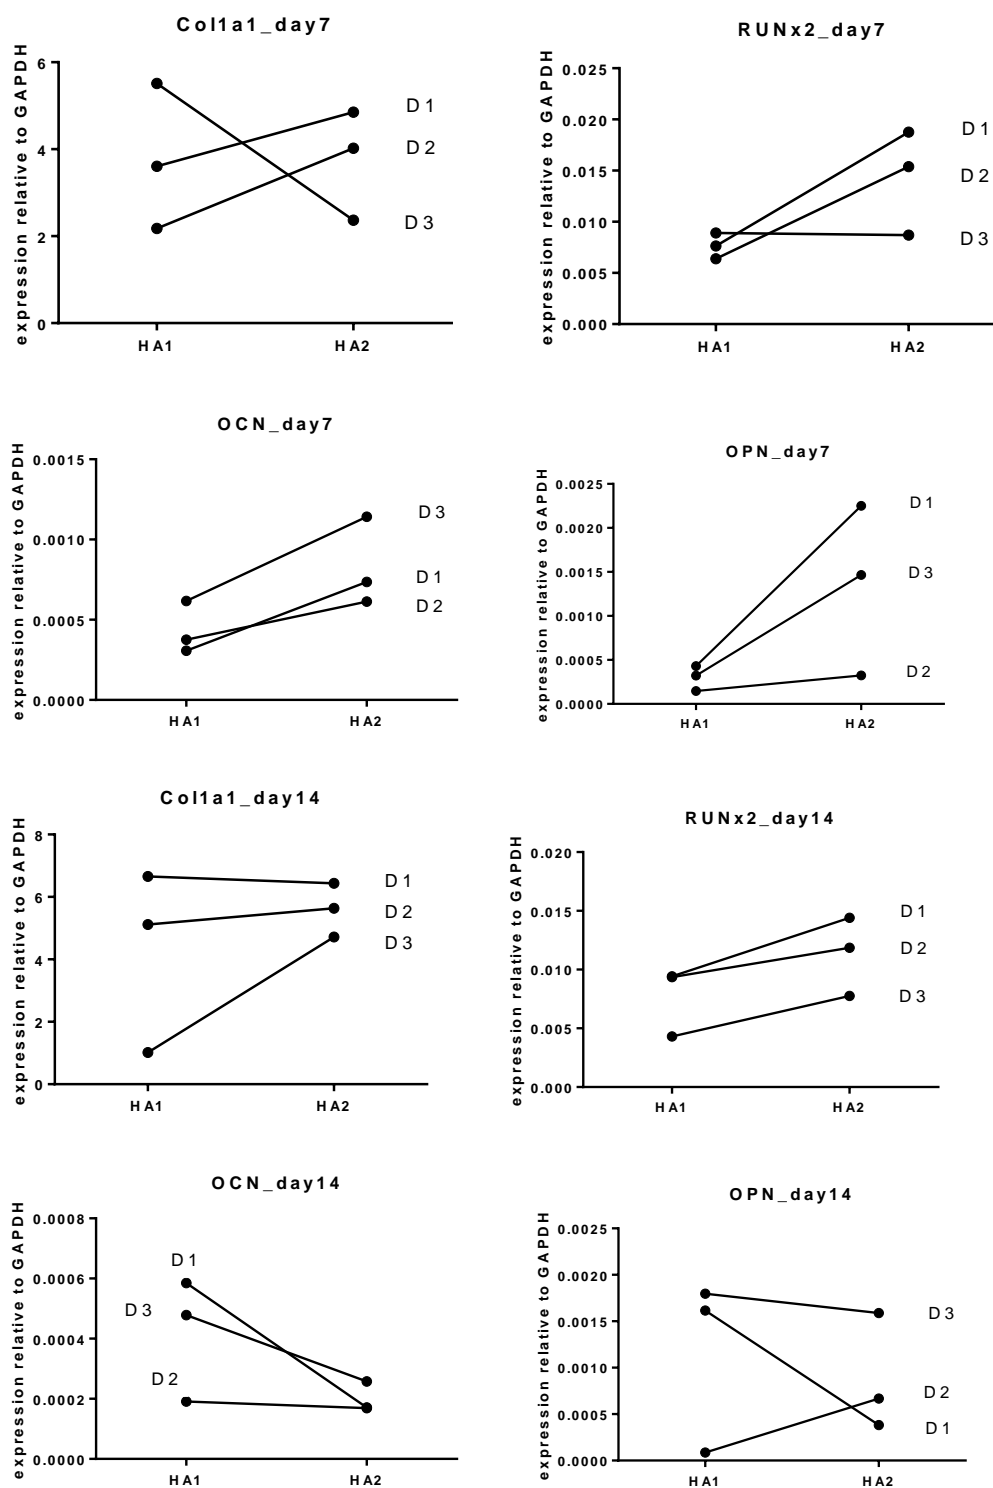 Col1a1_day7
expression relative to GAPDH
6
4
2
0
HA1
HA2
D1
D2
D3
RUNx2_day7
expression relative to GAPDH
0.025
0.020
0.015
0.010
0.005
0.000
HA1
HA2
D1
D2
D3
OCN_day7
expression relative to GAPDH
0.0015
0.0010
0.0005
0.0000
HA1
HA2
D3
D1
D2
OPN_day7
expression relative to GAPDH
0.0025
0.0020
0.0015
0.0010
0.0005
0.0000
HA1
HA2
D1
D3
D2
Col1a1_day14
expression relative to GAPDH
8
6
4
2
0
HA1
HA2
D1
D2
D3
RUNx2_day14
expression relative to GAPDH
0.020
0.015
0.010
0.005
0.000
HA1
HA2
D1
D2
D3
OCN_day14
expression relative to GAPDH
0.0008
0.0006
0.0004
0.0002
0.0000
D1
D3
D2
HA1
HA2
OPN_day14
expression relative to GAPDH
0.0025
0.0020
0.0015
0.0010
0.0005
0.0000
HA1
HA2
D3
D2
D1